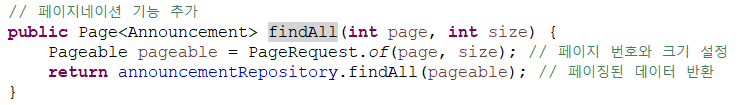 // 페이지네이션 기능 추가
public Page<Announcement> findAll(int page, int size) {
    Pageable pageable = PageRequest.of(page, size); // 페이지 번호와 크기 설정
    return announcementRepository.findAll(pageable); // 페이징된 데이터 반환
}